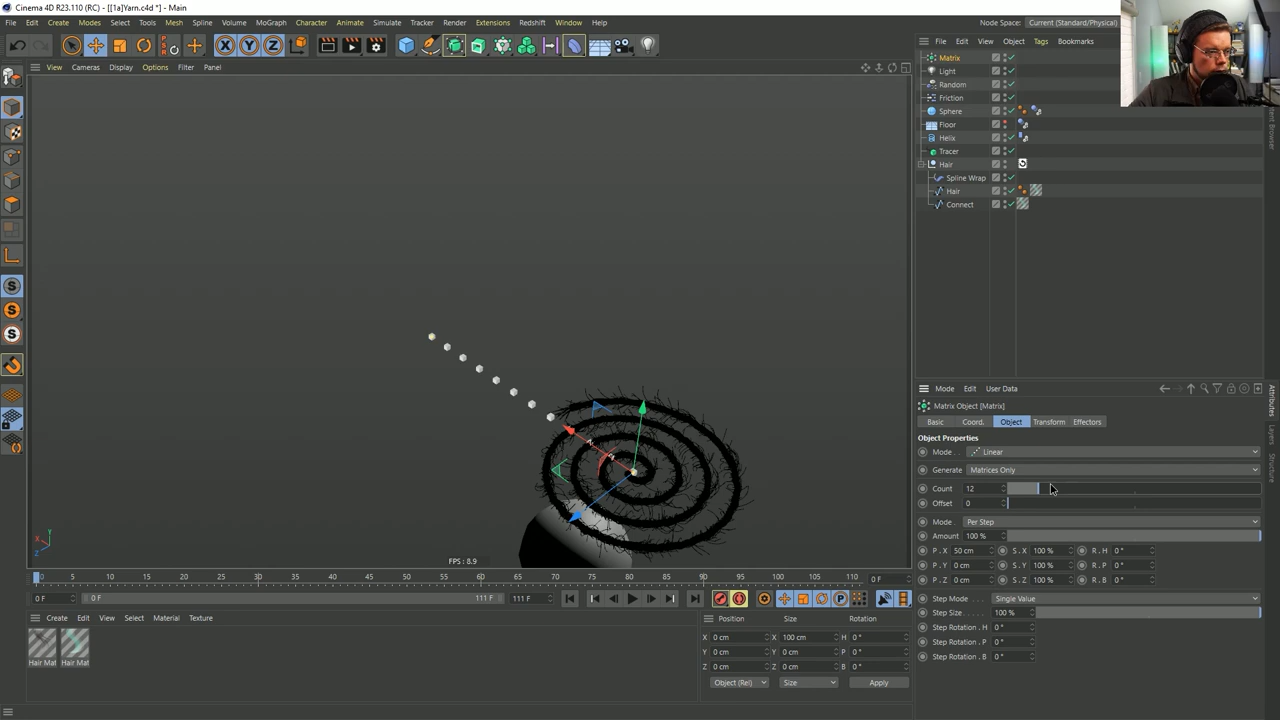 Cinema 4D R23.110 (RC) - [[1a]Yarn.c4d *] - Main
File Edit Create Modes Select Tools Mesh Spline Volume MoGraph Character Animate Simulate Tracker Render Extensions Redshift Window Help
Node Space: Current (Standard/Physical)
File Edit View Object Tags Bookmarks
View Cameras Display Options Filter Panel
X Y Z
Matrix
Light
Random
Friction
Sphere
Floor
Helix
Tracer
Hair
Spline Wrap
Hair
Connect
S
S
S
Mode Edit User Data
Matrix Object [Matrix]
Basic Coord. Object Transform Effectors
Object Properties
Mode . . Linear
Generate Matrices Only
Count 12
Offset 0
Mode . Per Step
Amount 100 %
P . X 50 cm S . X 100 % R . H 0 °
P . Y 0 cm S . Y 100 % R . P 0 °
P . Z 0 cm S . Z 100 % R . B 0 °
Step Mode . . . . Single Value
Step Size . . . . . 100 %
Step Rotation . H 0 °
Step Rotation . P 0 °
Step Rotation . B 0 °
Attributes
Layers
Structure
Y
X
Z
FPS : 8.9
0 5 10 15 20 25 30 35 40 45 50 55 60 65 70 75 80 85 90 95 100 105 110 0 F
0 F 0 F 111 F 111 F
Create Edit View Select Material Texture
Hair Mat Hair Mat
Position Size Rotation
X 0 cm X 100 cm H 0 °
Y 0 cm Y 0 cm P 0 °
Z 0 cm Z 0 cm B 0 °
Object (Rel) Size Apply